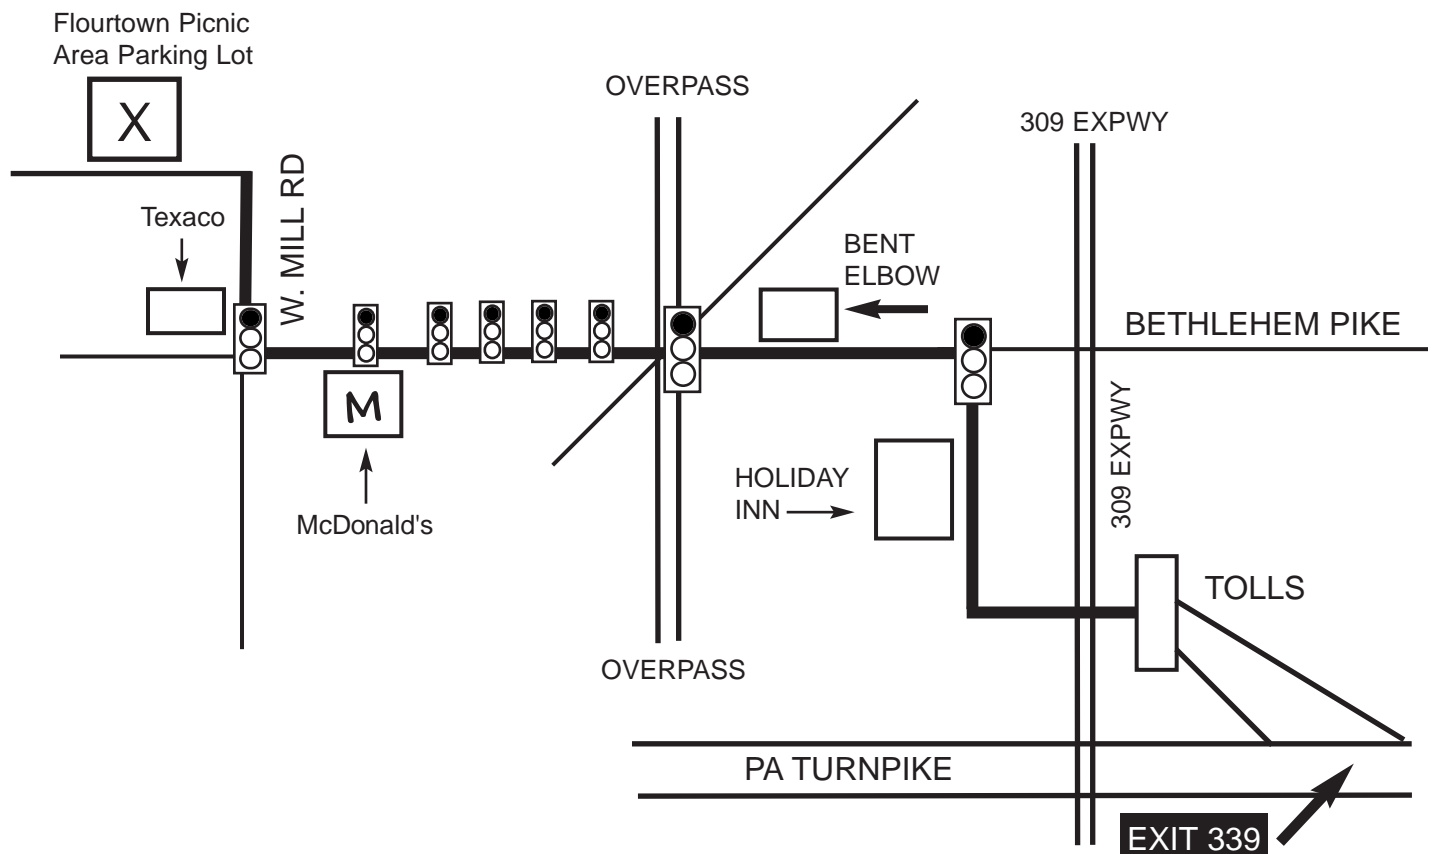 Flourtown Picnic
Area Parking Lot
X
OVERPASS
309 EXPWY
W. MILL RD
Texaco
BENT
ELBOW
BETHLEHEM PIKE
M
309 EXPWY
HOLIDAY
INN
McDonald's
TOLLS
OVERPASS
PA TURNPIKE
EXIT 339